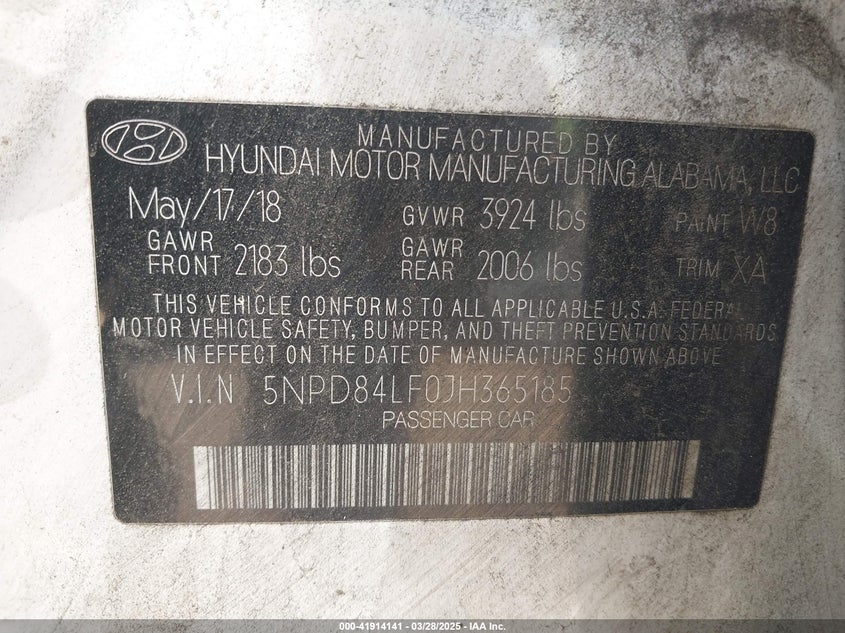 MANUFACTURED BY
HYUNDAI MOTOR MANUFACTURING ALABAMA, LLC
May/17/18 GVWR 3924 lbs PAINT W8
GAWR FRONT 2183 lbs GAWR REAR 2006 lbs TRIM XA
THIS VEHICLE CONFORMS TO ALL APPLICABLE U.S.A. FEDERAL
MOTOR VEHICLE SAFETY, BUMPER, AND THEFT PREVENTION STANDARDS
IN EFFECT ON THE DATE OF MANUFACTURE SHOWN ABOVE
V.I.N 5NPD84LF0JH365185
PASSENGER CAR
000-41914141 - 03/28/2025 - IAA Inc.